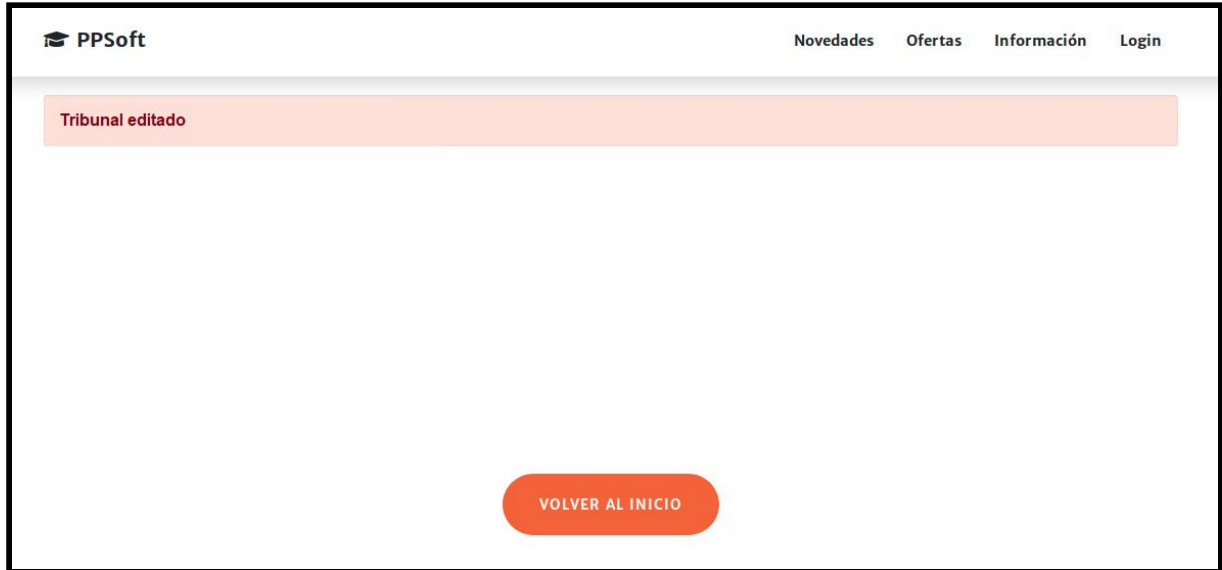 PPSoft
Novedades Ofertas Información Login
Tribunal editado
VOLVER AL INICIO